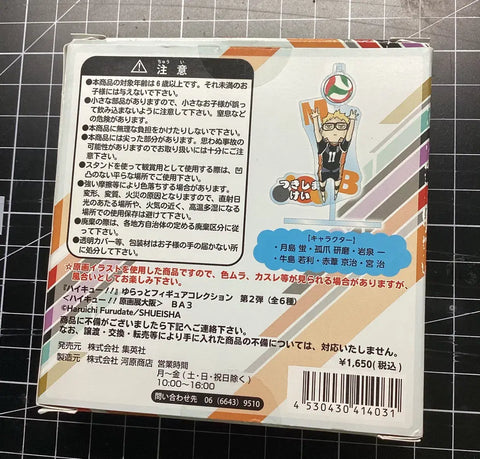 注意
ちゅう い
●本商品の対象年齢は6歳以上です。それ未満のお
子様には与えないで下さい。
●小さな部品がありますので、小さなお子様が誤っ
て飲み込まないように注意して下さい。窒息など
の危険があります。
●本商品に無理な負担をかけたりしないで下さい。
●本商品には尖った部分があります。思わぬ事故の
可能性がありますのでお取り扱いには十分にご注
意下さい。
●スタンドを使って観賞用として使用する際は、凹
凸のない平らな場所でご使用下さい。
●強い摩擦等により色落ちする場合があります。
変形、変質、火災の原因となりますので、直射日
光のあたる場所や、火気の近く、高温多湿になる
場所での使用保存は避けて下さい。
●廃棄の際は、各地方自治体の定める廃棄区分に従
って下さい。
●透明カバー等、包装材はお子様の手の届かない所
に処分して下さい。
M
B
11
つきしま
けい
【キャラクター】
・月島 蛍・孤爪 研磨・岩泉 一
・牛島 若利・赤葦 京治・宮 治
☆原画イラストを使用した商品ですので、色ムラ、カスレ等が見られる場合がありますが、
風合いとしてお楽しみ下さい。
『ハイキュー!!』ゆらっとフィギュアコレクション 第2弾(全6種)
<ハイキュー!! 原画展大阪> BA3
©Haruichi Furudate/SHUEISHA
商品に不備がございましたら下記へご連絡下さい。
なお、譲渡・交換・転売等により手に入れた商品の不備については、対応いたしません。
発売元 株式会社 集英社
製造元 株式会社 河原商店
営業時間
月～金(土・日・祝日除く)
10:00～16:00
問い合わせ先 06 (6643) 9510
¥1,650(税込)
4 530430 414031